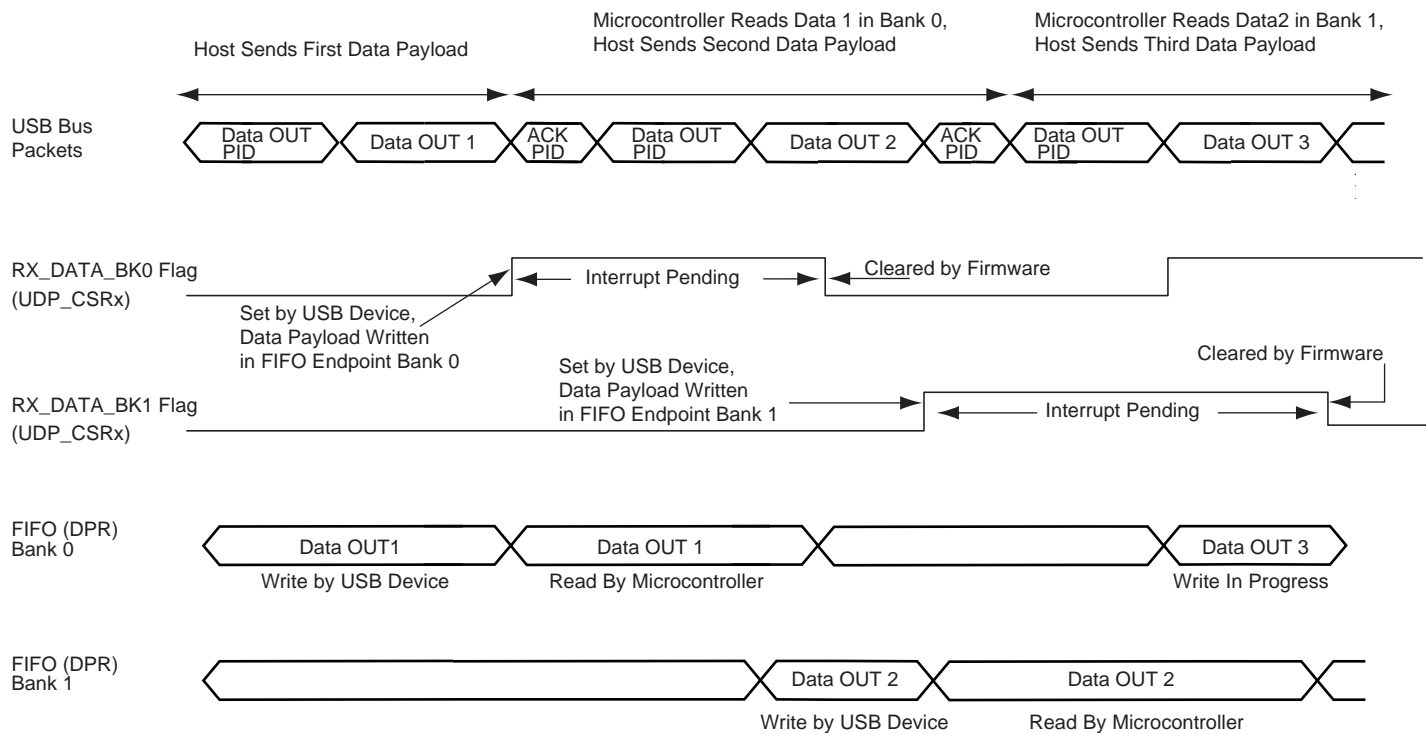 Host Sends First Data Payload
Microcontroller Reads Data 1 in Bank 0,
Host Sends Second Data Payload
Microcontroller Reads Data2 in Bank 1,
Host Sends Third Data Payload
USB Bus
Packets
Data OUT
PID
Data OUT 1
ACK
PID
Data OUT
PID
Data OUT 2
ACK
PID
Data OUT
PID
Data OUT 3
RX_DATA_BK0 Flag
(UDP_CSRx)
Interrupt Pending
Cleared by Firmware
Set by USB Device,
Data Payload Written
in FIFO Endpoint Bank 0
RX_DATA_BK1 Flag
(UDP_CSRx)
Set by USB Device,
Data Payload Written
in FIFO Endpoint Bank 1
Interrupt Pending
Cleared by Firmware
FIFO (DPR)
Bank 0
Data OUT1
Write by USB Device
Data OUT 1
Read By Microcontroller
Data OUT 3
Write In Progress
FIFO (DPR)
Bank 1
Data OUT 2
Write by USB Device
Data OUT 2
Read By Microcontroller